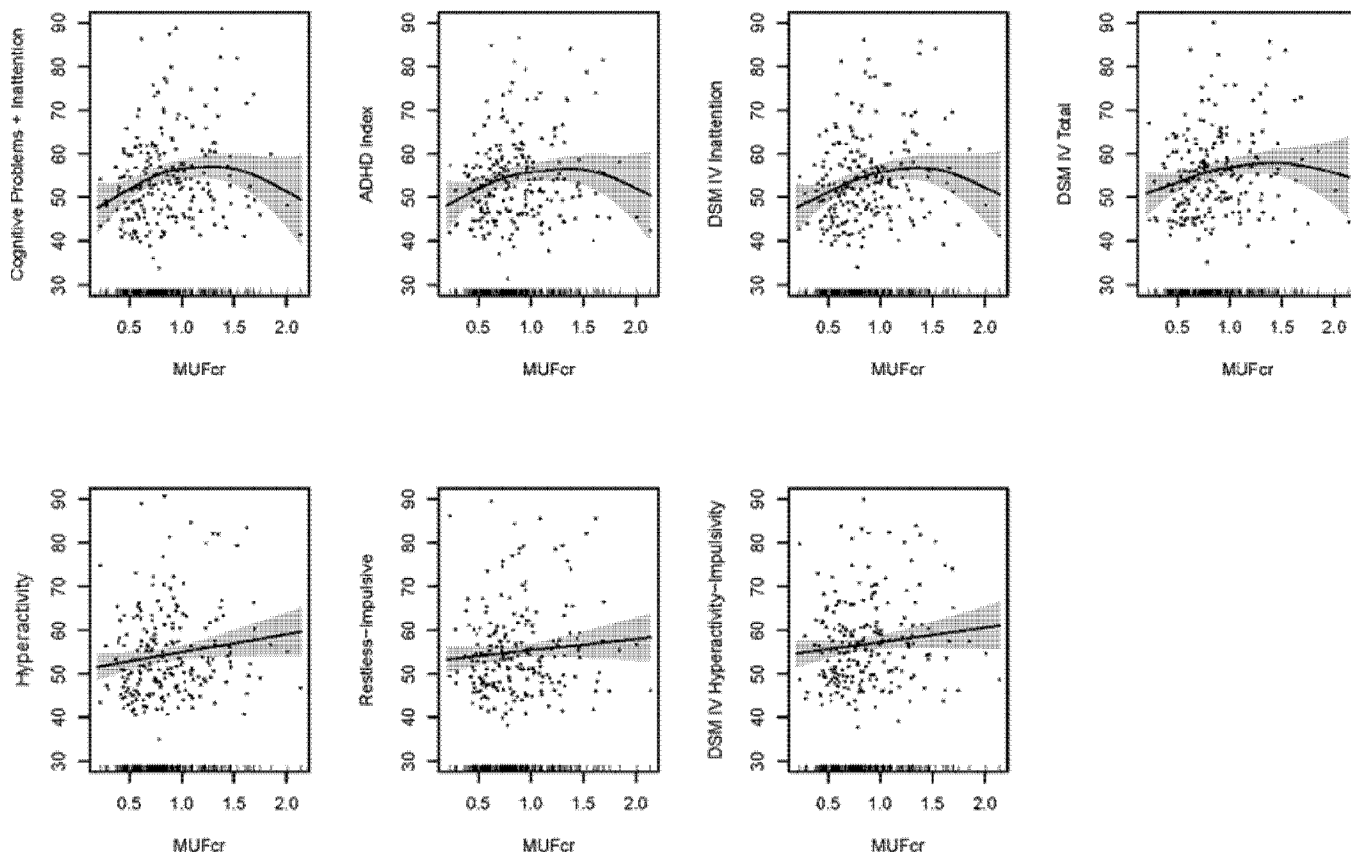 Cognitive Problems + Inattention
90
80
70
60
50
40
30
0.5 1.0 1.5 2.0
MUFcr
ADHD Index
90
80
70
60
50
40
30
0.5 1.0 1.5 2.0
MUFcr
DSM IV Inattention
90
80
70
60
50
40
30
0.5 1.0 1.5 2.0
MUFcr
DSM IV Total
90
80
70
60
50
40
30
0.5 1.0 1.5 2.0
MUFcr
Hyperactivity
90
80
70
60
50
40
30
0.5 1.0 1.5 2.0
MUFcr
Restless-Impulsive
90
80
70
60
50
40
30
0.5 1.0 1.5 2.0
MUFcr
DSM IV Hyperactivity-Impulsivity
90
80
70
60
50
40
30
0.5 1.0 1.5 2.0
MUFcr